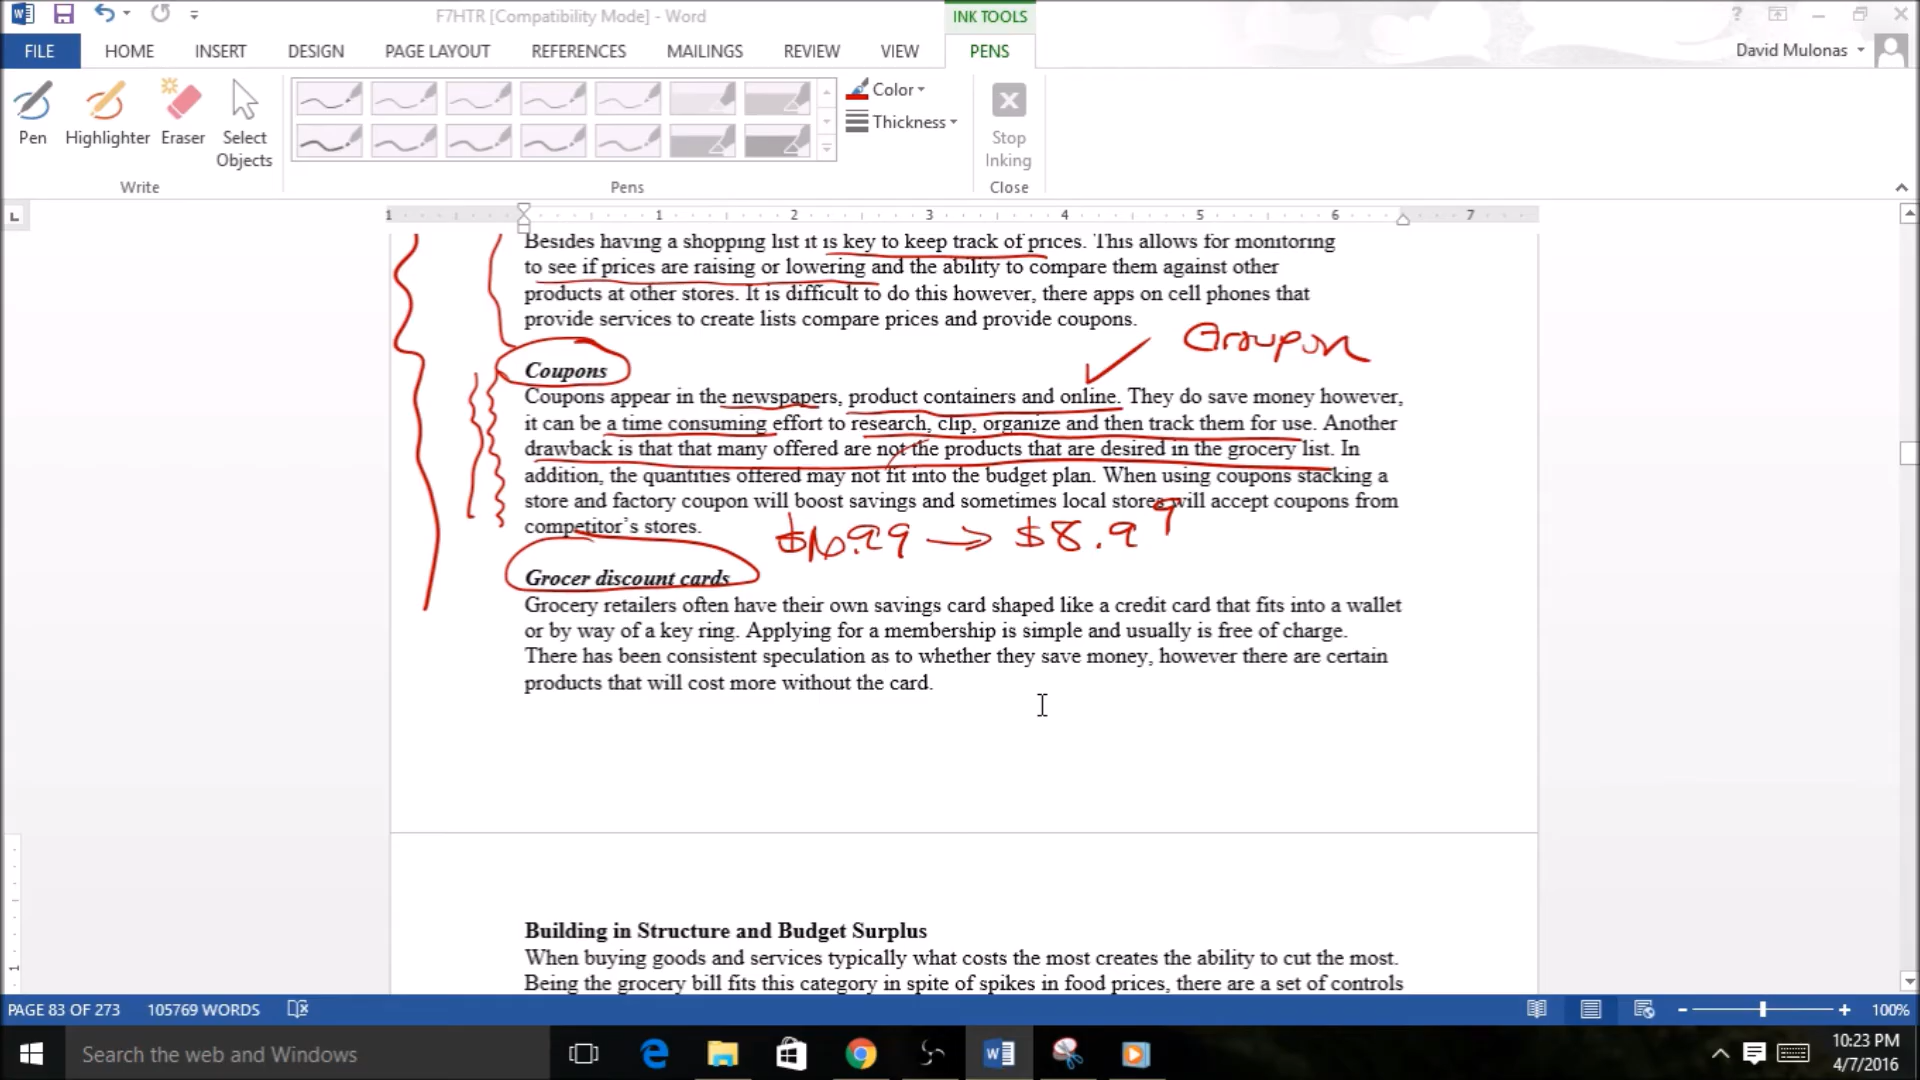 F7HTR [Compatibility Mode] - Word
INK TOOLS
?
FILE
HOME
INSERT
DESIGN
PAGE LAYOUT
REFERENCES
MAILINGS
REVIEW
VIEW
PENS
David Mulonas
Pen
Highlighter
Eraser
Select
Objects
Color
Thickness
Stop
Inking
Write
Pens
Close
L
1 1 2 3 4 5 6 7
Besides having a shopping list it is key to keep track of prices. This allows for monitoring
to see if prices are raising or lowering and the ability to compare them against other
products at other stores. It is difficult to do this however, there apps on cell phones that
provide services to create lists compare prices and provide coupons.
Groupon
Coupons
Coupons appear in the newspapers, product containers and online. They do save money however,
it can be a time consuming effort to research, clip, organize and then track them for use. Another
drawback is that that many offered are not the products that are desired in the grocery list. In
addition, the quantities offered may not fit into the budget plan. When using coupons stacking a
store and factory coupon will boost savings and sometimes local stores will accept coupons from
competitor's stores.
→ $8.99
Grocer discount cards
Grocery retailers often have their own savings card shaped like a credit card that fits into a wallet
or by way of a key ring. Applying for a membership is simple and usually is free of charge.
There has been consistent speculation as to whether they save money, however there are certain
products that will cost more without the card.
Building in Structure and Budget Surplus
When buying goods and services typically what costs the most creates the ability to cut the most.
Being the grocery bill fits this category in spite of spikes in food prices, there are a set of controls
1
PAGE 83 OF 273
105769 WORDS
100%
Search the web and Windows
10:23 PM
4/7/2016